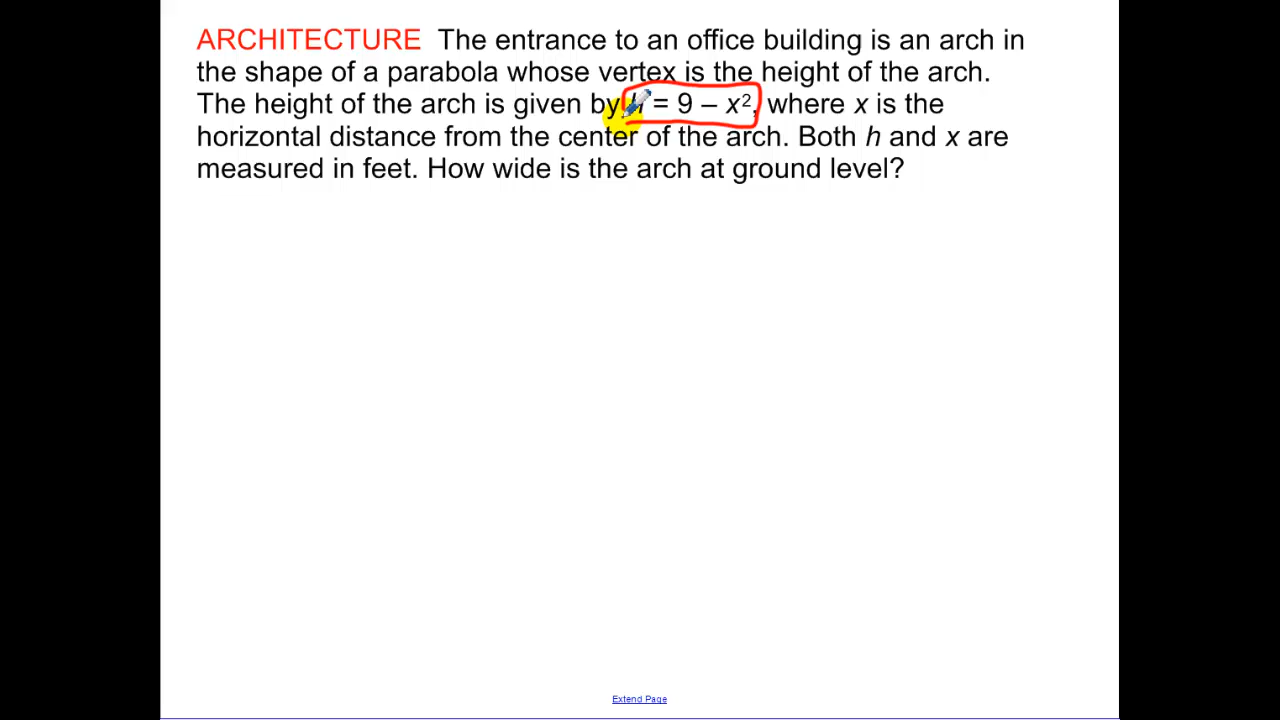 ARCHITECTURE The entrance to an office building is an arch in
the shape of a parabola whose vertex is the height of the arch.
The height of the arch is given by h = 9 – x², where x is the
horizontal distance from the center of the arch. Both h and x are
measured in feet. How wide is the arch at ground level?
Extend Page